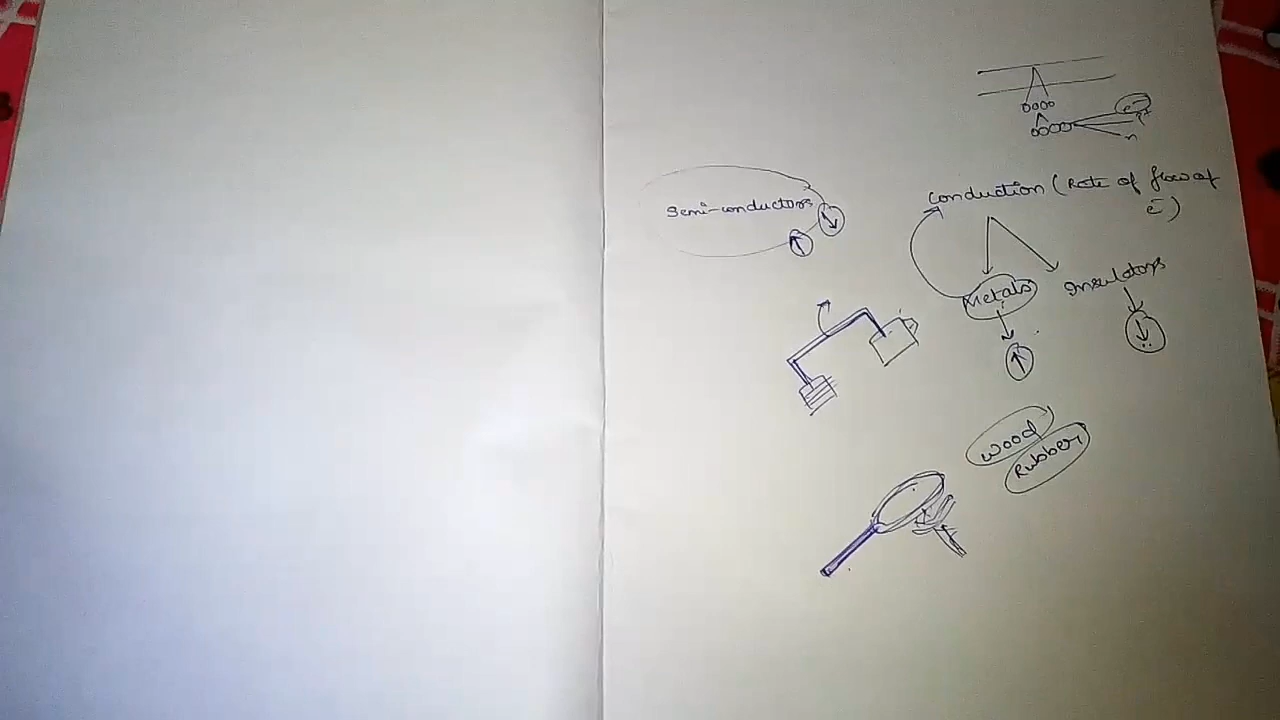 e⁻
p⁺
n
Conduction (Rate of flow of
e⁻)
Semi-conductors
Metals
Insulators
Wood
Rubber